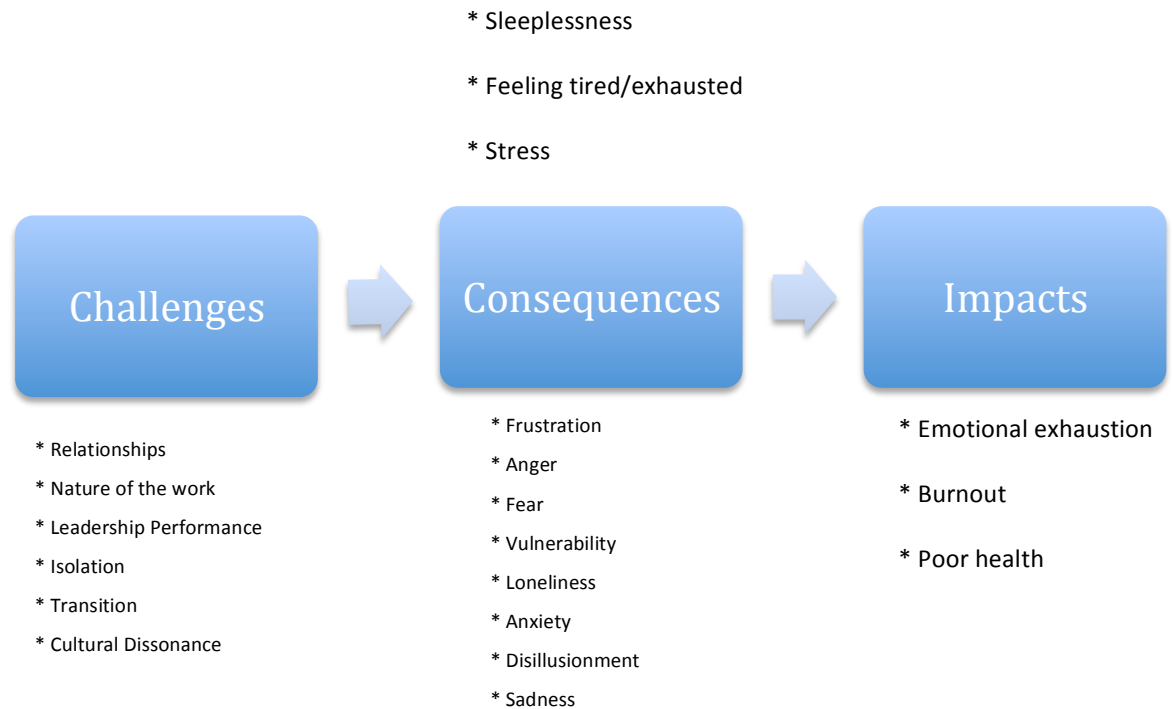 * Sleeplessness
* Feeling tired/exhausted
* Stress
Challenges
Consequences
Impacts
* Relationships
* Nature of the work
* Leadership Performance
* Isolation
* Transition
* Cultural Dissonance
* Frustration
* Anger
* Fear
* Vulnerability
* Loneliness
* Anxiety
* Disillusionment
* Sadness
* Emotional exhaustion
* Burnout
* Poor health